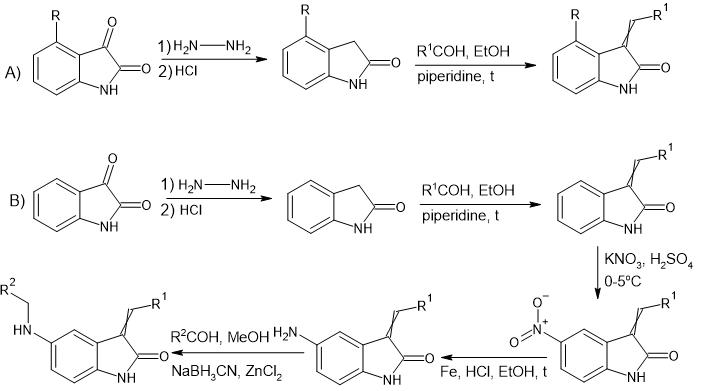 R
O
1) H₂N—NH₂
2) HCl
A)
O
NH
R
O
NH
R¹COH, EtOH
piperidine, t
R
R¹
O
NH
O
1) H₂N—NH₂
2) HCl
B)
O
NH
O
NH
R¹COH, EtOH
piperidine, t
R¹
O
NH
KNO₃, H₂SO₄
0-5ºC
R²
HN
R¹
O
NH
R²COH, MeOH
NaBH₃CN, ZnCl₂
H₂N
R¹
O
NH
Fe, HCl, EtOH, t
O⁻
N⁺
O
R¹
O
NH